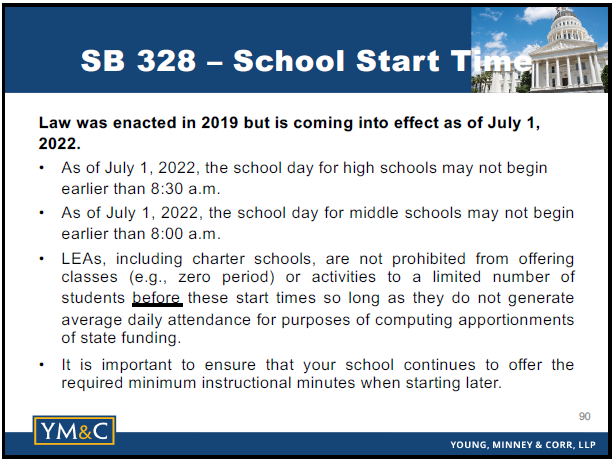 SB 328 – School Start Time
Law was enacted in 2019 but is coming into effect as of July 1,
2022.
• As of July 1, 2022, the school day for high schools may not begin
earlier than 8:30 a.m.
• As of July 1, 2022, the school day for middle schools may not begin
earlier than 8:00 a.m.
• LEAs, including charter schools, are not prohibited from offering
classes (e.g., zero period) or activities to a limited number of
students before these start times so long as they do not generate
average daily attendance for purposes of computing apportionments
of state funding.
• It is important to ensure that your school continues to offer the
required minimum instructional minutes when starting later.
90
YM&C
YOUNG, MINNEY & CORR, LLP